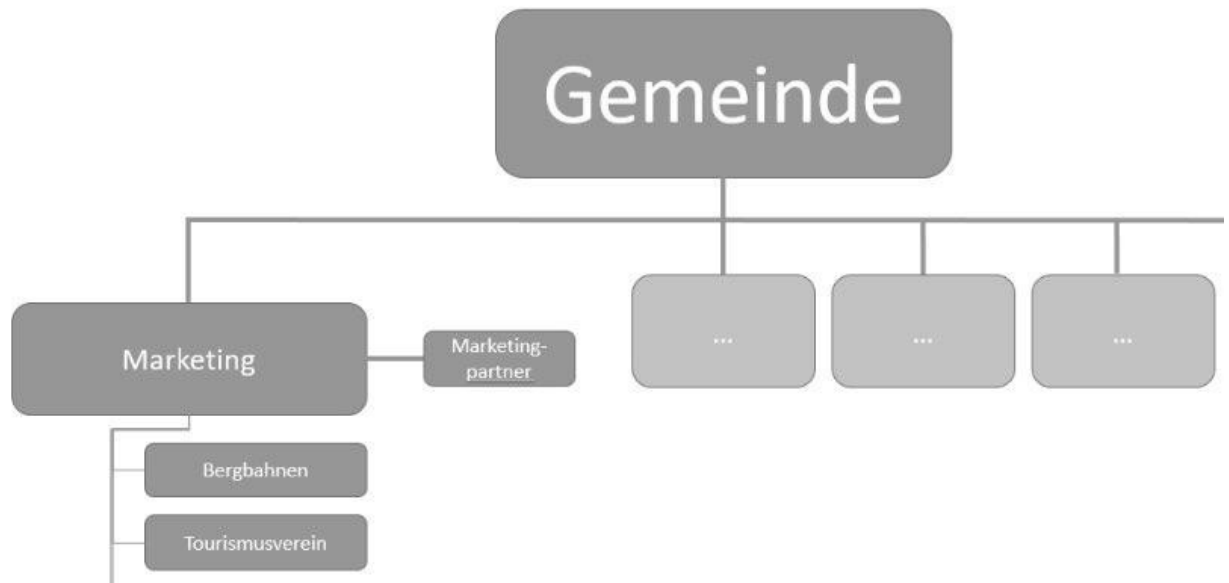 Gemeinde
Marketing
Marketing-
partner
...
...
...
Bergbahnen
Tourismusverein